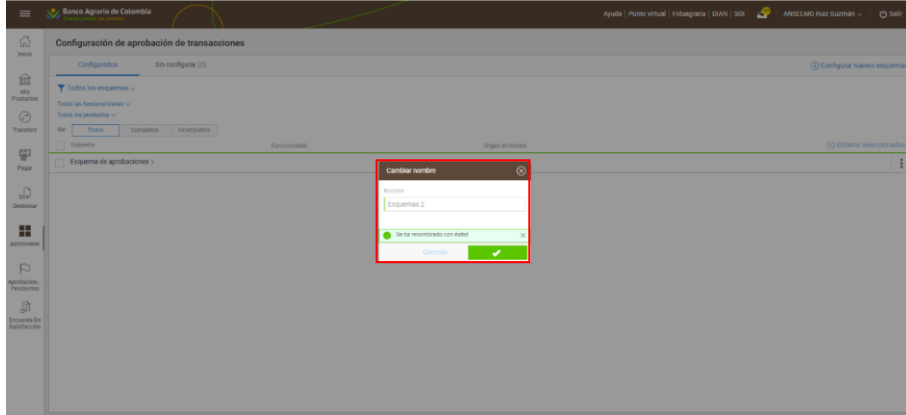 Banco Agrario de Colombia
Ayuda | Punto virtual | Fiduagraria | DIAN | SOI
ANSELMO Ruiz Guzmán
Salir
Inicio
Mis Productos
Transferir
Pagar
Gestionar
Administrar
Aprobacion... Pendientes
Encuesta De Satisfacción
Configuración de aprobación de transacciones
Configurados
Sin configurar (0)
Configurar nuevos esquemas
Todos los esquemas
Todas las funcionalidades
Todos los productos
Ver:
Todos
Completos
Incompletos
Esquema
Funcionalidad
Origen de fondos
Eliminar seleccionados
Esquema de aprobaciones
Cambiar nombre
Nombre
Esquemas 2
Se ha renombrado con éxito!
Cancelar